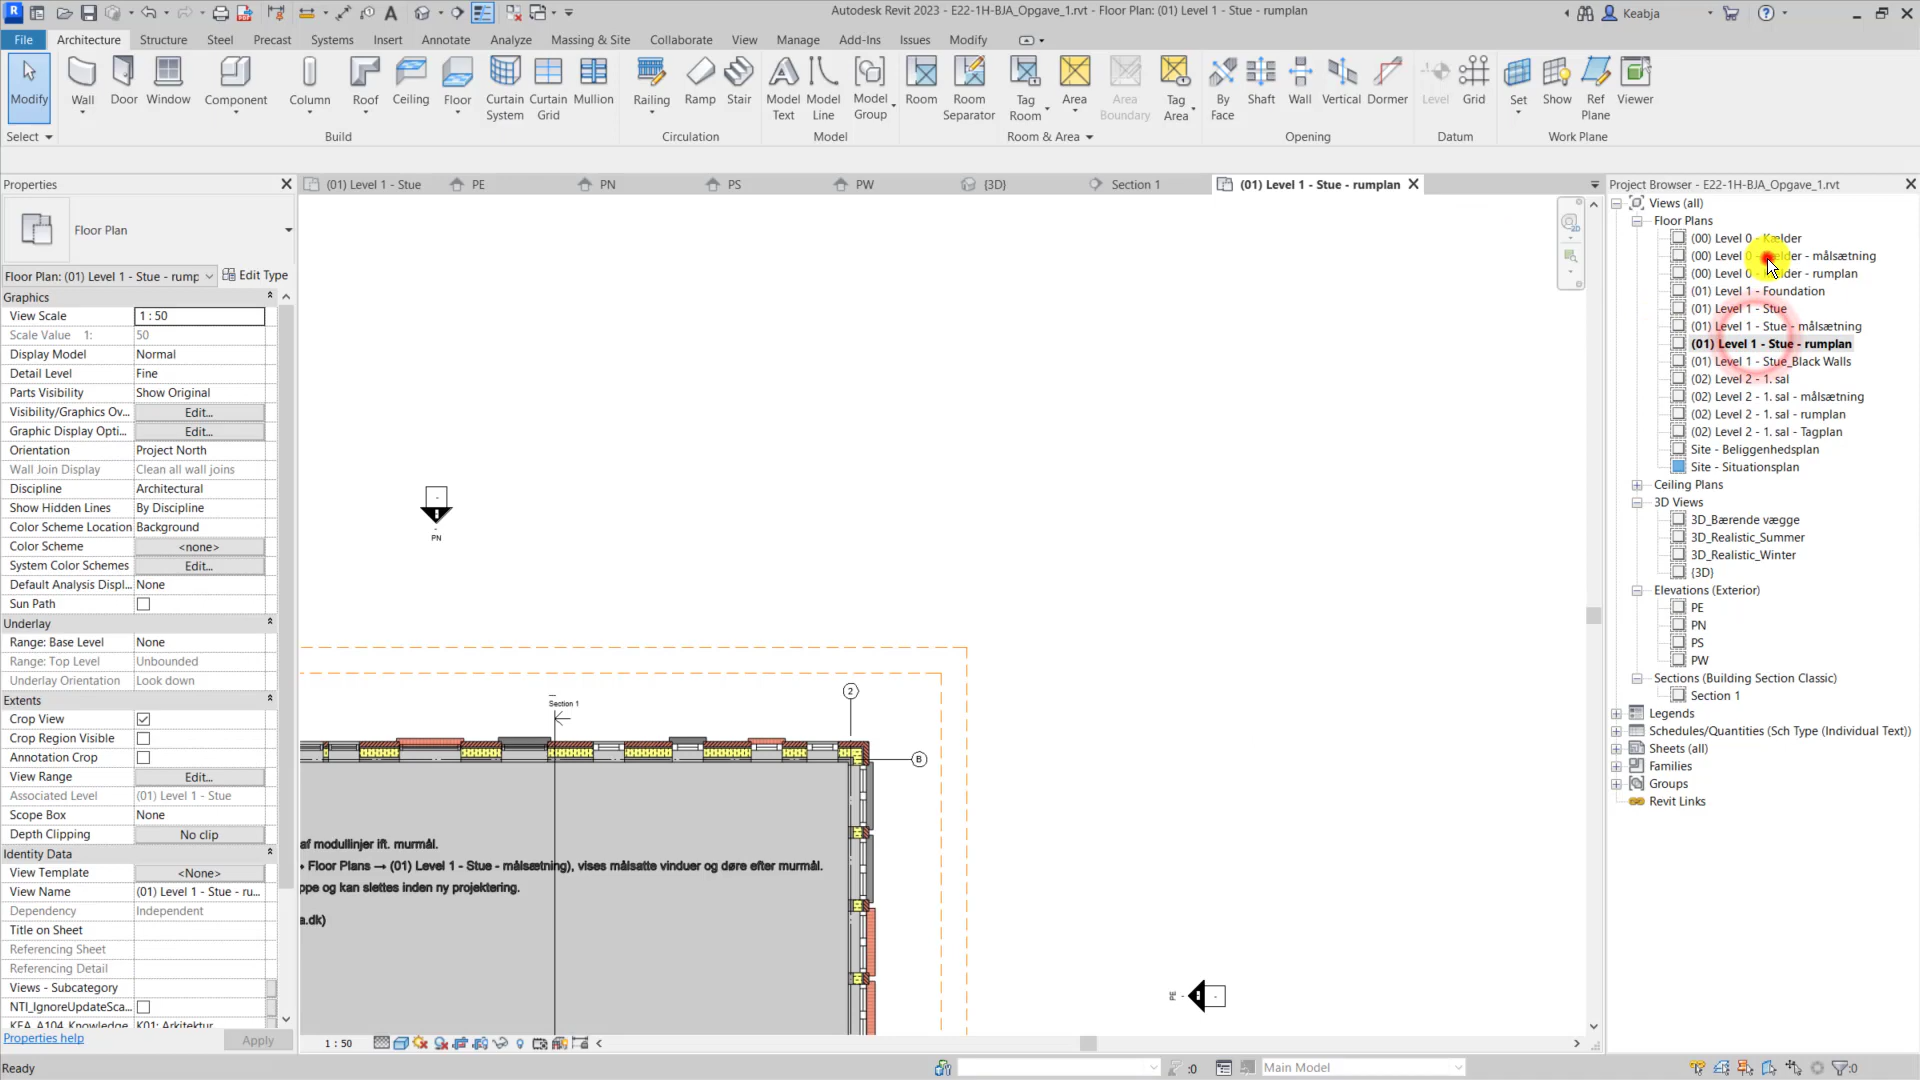 Autodesk Revit 2023 - E22-1H-BJA_Opgave_1.rvt - Floor Plan: (01) Level 1 - Stue - rumplan
Keabja
File Architecture Structure Steel Precast Systems Insert Annotate Analyze Massing & Site Collaborate View Manage Add-Ins Issues Modify
Modify Wall Door Window Component Column Roof Ceiling Floor Curtain System Curtain Grid Mullion Railing Ramp Stair Model Text Model Line Model Group Room Room Separator Tag Room Area Area Boundary Tag Area By Face Shaft Wall Vertical Dormer Level Grid Set Show Ref Plane Viewer
Select Build Circulation Model Room & Area Opening Datum Work Plane
Properties
(01) Level 1 - Stue PE PN PS PW {3D} Section 1 (01) Level 1 - Stue - rumplan
Project Browser - E22-1H-BJA_Opgave_1.rvt
Floor Plan
Floor Plan: (01) Level 1 - Stue - rump Edit Type
Graphics
View Scale 1 : 50
Scale Value 1: 50
Display Model Normal
Detail Level Fine
Parts Visibility Show Original
Visibility/Graphics Ov... Edit...
Graphic Display Opti... Edit...
Orientation Project North
Wall Join Display Clean all wall joins
Discipline Architectural
Show Hidden Lines By Discipline
Color Scheme Location Background
Color Scheme <none>
System Color Schemes Edit...
Default Analysis Displ... None
Sun Path
Underlay
Range: Base Level None
Range: Top Level Unbounded
Underlay Orientation Look down
Extents
Crop View
Crop Region Visible
Annotation Crop
View Range Edit...
Associated Level (01) Level 1 - Stue
Scope Box None
Depth Clipping No clip
Identity Data
View Template <None>
View Name (01) Level 1 - Stue - ru...
Dependency Independent
Title on Sheet
Referencing Sheet
Referencing Detail
Views - Subcategory
NTI_IgnoreUpdateSca...
KEA_A104_Knowledge K01: Arkitektur
Properties help Apply
PN
Section 1
2
B
af modullinjer ift. murmål.
Floor Plans → (01) Level 1 - Stue - målsætning), vises målsatte vinduer og døre efter murmål.
ppe og kan slettes inden ny projektering.
a.dk)
PE
1 : 50
Views (all)
Floor Plans
(00) Level 0 - Kælder
(00) Level 0 - Kælder - målsætning
(00) Level 0 - Kælder - rumplan
(01) Level 1 - Foundation
(01) Level 1 - Stue
(01) Level 1 - Stue - målsætning
(01) Level 1 - Stue - rumplan
(01) Level 1 - Stue_Black Walls
(02) Level 2 - 1. sal
(02) Level 2 - 1. sal - målsætning
(02) Level 2 - 1. sal - rumplan
(02) Level 2 - 1. sal - Tagplan
Site - Beliggenhedsplan
Site - Situationsplan
Ceiling Plans
3D Views
3D_Bærende vægge
3D_Realistic_Summer
3D_Realistic_Winter
{3D}
Elevations (Exterior)
PE
PN
PS
PW
Sections (Building Section Classic)
Section 1
Legends
Schedules/Quantities (Sch Type (Individual Text))
Sheets (all)
Families
Groups
Revit Links
Ready
:0
Main Model
:0